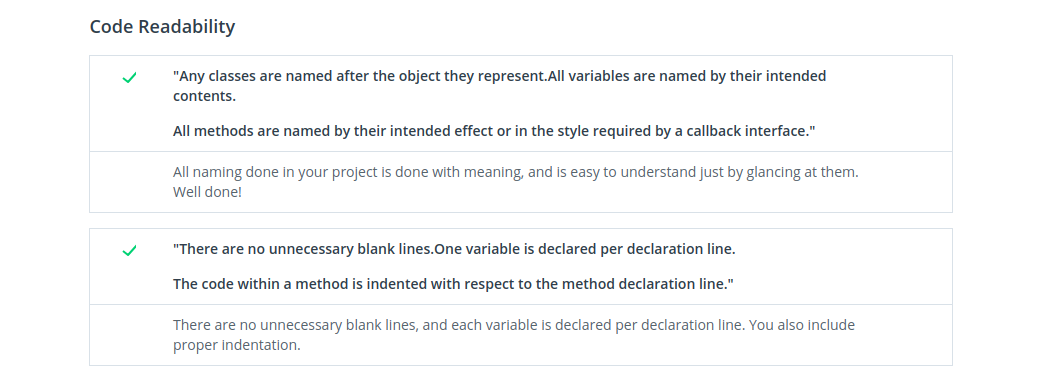 Code Readability
"Any classes are named after the object they represent.All variables are named by their intended
contents.
All methods are named by their intended effect or in the style required by a callback interface."
All naming done in your project is done with meaning, and is easy to understand just by glancing at them.
Well done!
"There are no unnecessary blank lines.One variable is declared per declaration line.
The code within a method is indented with respect to the method declaration line."
There are no unnecessary blank lines, and each variable is declared per declaration line. You also include
proper indentation.